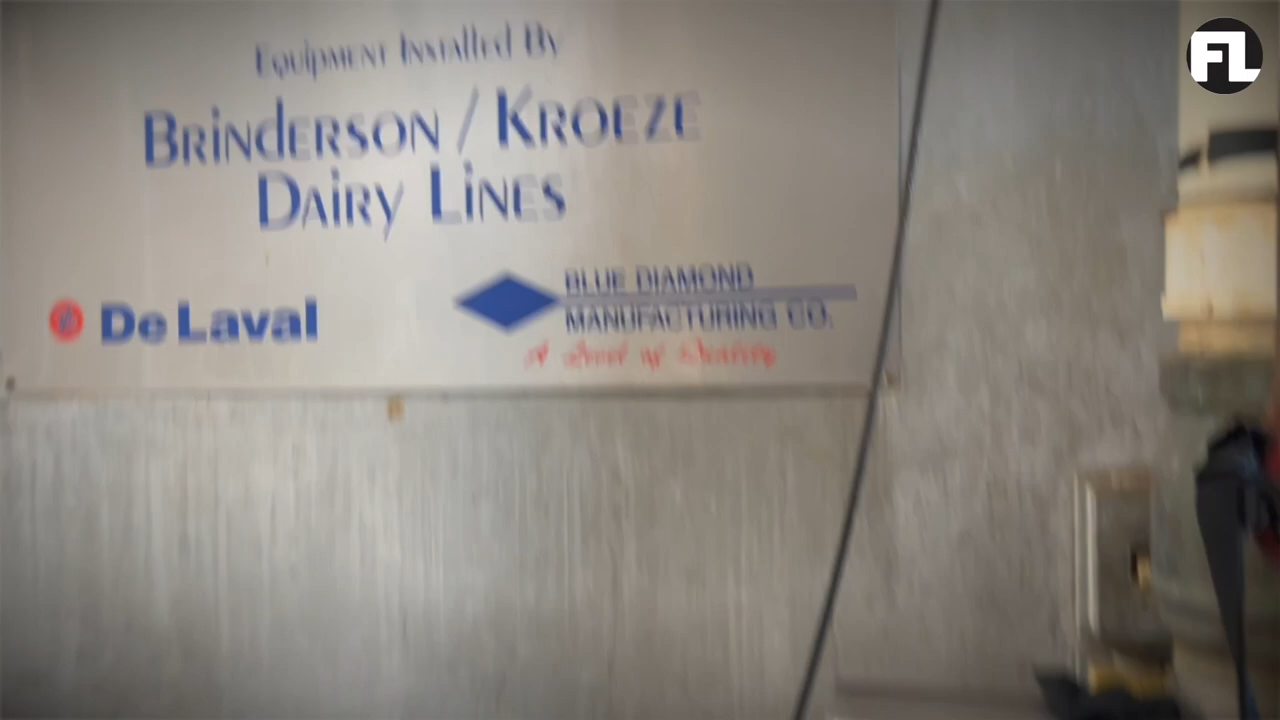 Equipment Installed By
Brinderson / Kroeze
Dairy Lines
De Laval
BLUE DIAMOND
MANUFACTURING CO.
FL